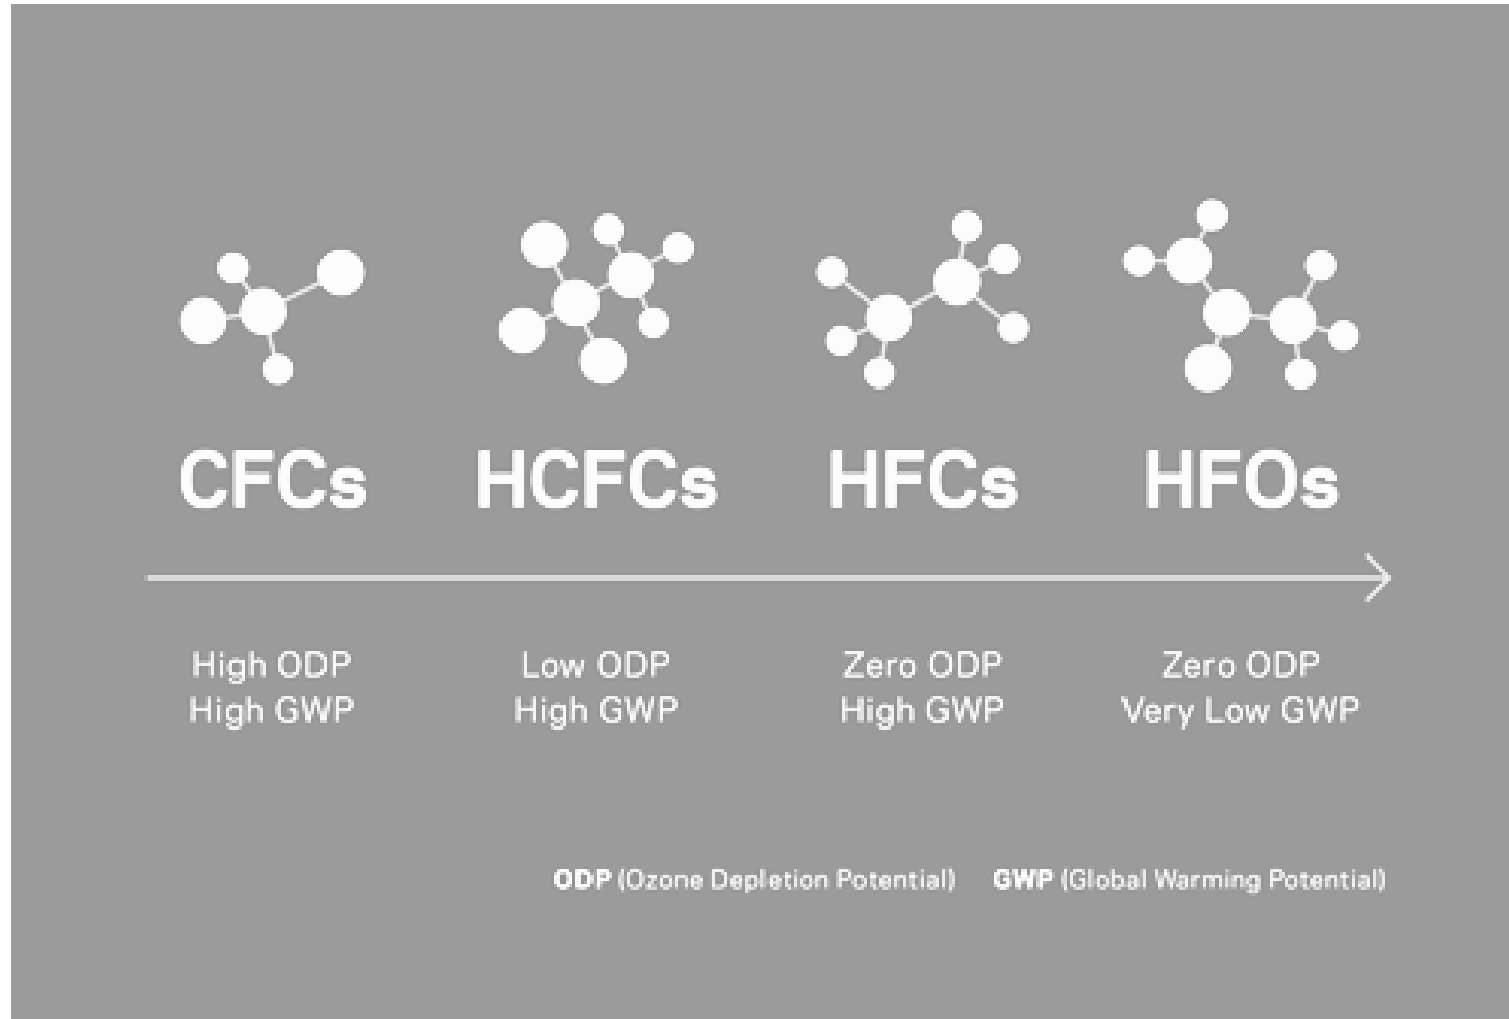 CFCs HCFCs HFCs HFOs
High ODP Low ODP Zero ODP Zero ODP
High GWP High GWP High GWP Very Low GWP
ODP (Ozone Depletion Potential) GWP (Global Warming Potential)